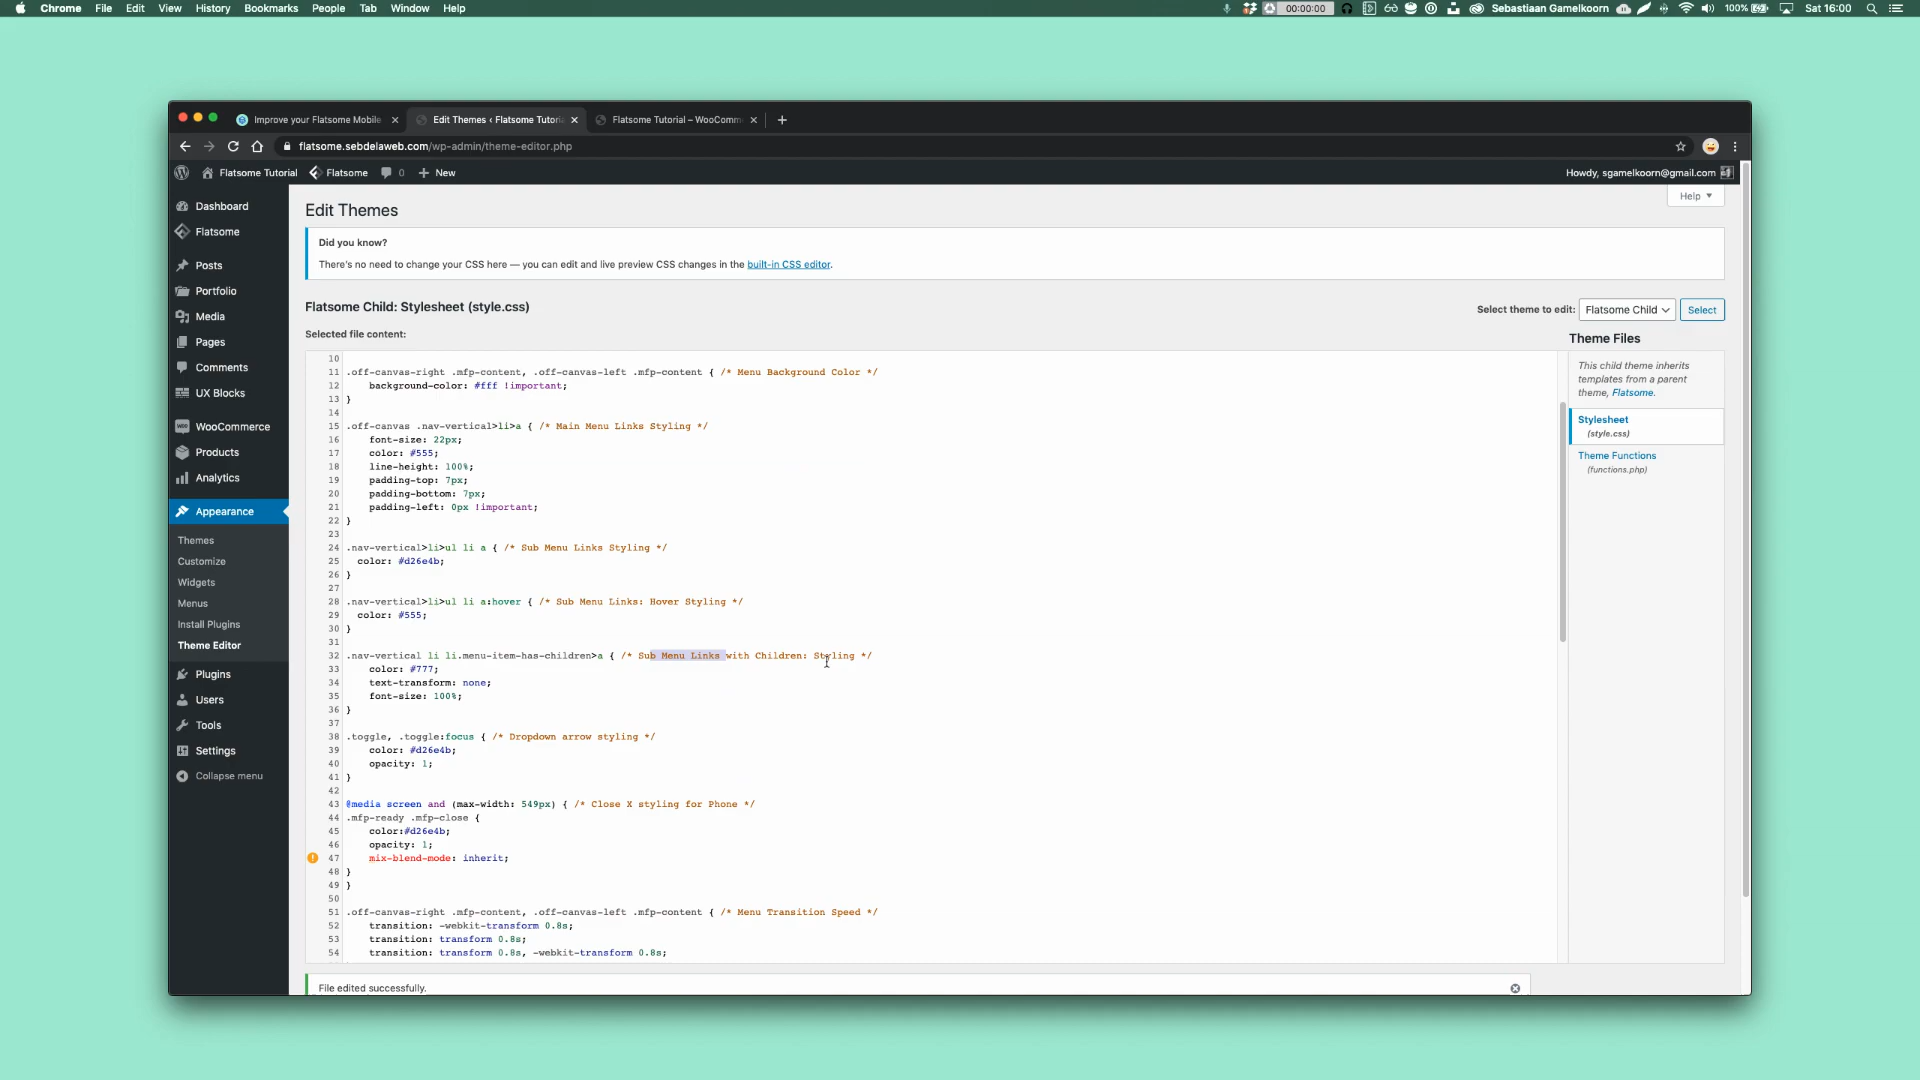 Chrome File Edit View History Bookmarks People Tab Window Help
00:00:00 Sebastiaan Gamelkoorn 100% Sat 16:00
Improve your Flatsome Mobile
Edit Themes ‹ Flatsome Tutori
Flatsome Tutorial – WooComm
flatsome.sebdelaweb.com/wp-admin/theme-editor.php
Flatsome Tutorial Flatsome 0 New
Howdy, sgamelkoorn@gmail.com
Help
Dashboard
Flatsome
Posts
Portfolio
Media
Pages
Comments
UX Blocks
WooCommerce
Products
Analytics
Appearance
Themes
Customize
Widgets
Menus
Install Plugins
Theme Editor
Plugins
Users
Tools
Settings
Collapse menu
Edit Themes
Did you know?
There's no need to change your CSS here — you can edit and live preview CSS changes in the built-in CSS editor.
Flatsome Child: Stylesheet (style.css)
Select theme to edit: Flatsome Child Select
Selected file content:
10
11 .off-canvas-right .mfp-content, .off-canvas-left .mfp-content { /* Menu Background Color */
12 background-color: #fff !important;
13 }
14
15 .off-canvas .nav-vertical>li>a { /* Main Menu Links Styling */
16 font-size: 22px;
17 color: #555;
18 line-height: 100%;
19 padding-top: 7px;
20 padding-bottom: 7px;
21 padding-left: 0px !important;
22 }
23
24 .nav-vertical>li>ul li a { /* Sub Menu Links Styling */
25 color: #d26e4b;
26 }
27
28 .nav-vertical>li>ul li a:hover { /* Sub Menu Links: Hover Styling */
29 color: #555;
30 }
31
32 .nav-vertical li li.menu-item-has-children>a { /* Sub Menu Links with Children: Styling */
33 color: #777;
34 text-transform: none;
35 font-size: 100%;
36 }
37
38 .toggle, .toggle:focus { /* Dropdown arrow styling */
39 color: #d26e4b;
40 opacity: 1;
41 }
42
43 @media screen and (max-width: 549px) { /* Close X styling for Phone */
44 .mfp-ready .mfp-close {
45 color:#d26e4b;
46 opacity: 1;
47 mix-blend-mode: inherit;
48 }
49 }
50
51 .off-canvas-right .mfp-content, .off-canvas-left .mfp-content { /* Menu Transition Speed */
52 transition: -webkit-transform 0.8s;
53 transition: transform 0.8s;
54 transition: transform 0.8s, -webkit-transform 0.8s;
Theme Files
This child theme inherits
templates from a parent
theme, Flatsome.
Stylesheet
(style.css)
Theme Functions
(functions.php)
File edited successfully.